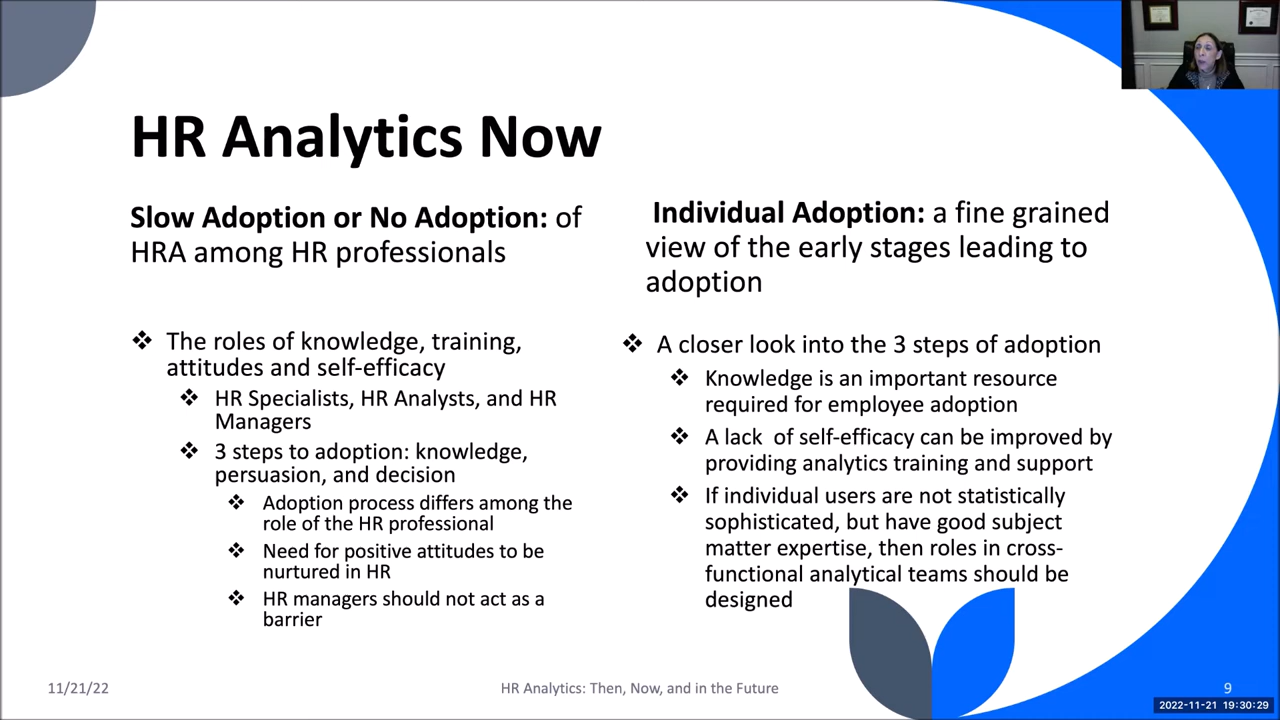 HR Analytics Now
Slow Adoption or No Adoption: of
HRA among HR professionals
❖ The roles of knowledge, training,
attitudes and self-efficacy
❖ HR Specialists, HR Analysts, and HR
Managers
❖ 3 steps to adoption: knowledge,
persuasion, and decision
❖ Adoption process differs among the
role of the HR professional
❖ Need for positive attitudes to be
nurtured in HR
❖ HR managers should not act as a
barrier
Individual Adoption: a fine grained
view of the early stages leading to
adoption
❖ A closer look into the 3 steps of adoption
❖ Knowledge is an important resource
required for employee adoption
❖ A lack of self-efficacy can be improved by
providing analytics training and support
❖ If individual users are not statistically
sophisticated, but have good subject
matter expertise, then roles in cross-
functional analytical teams should be
designed
11/21/22
HR Analytics: Then, Now, and in the Future
9
2022-11-21 19:30:29